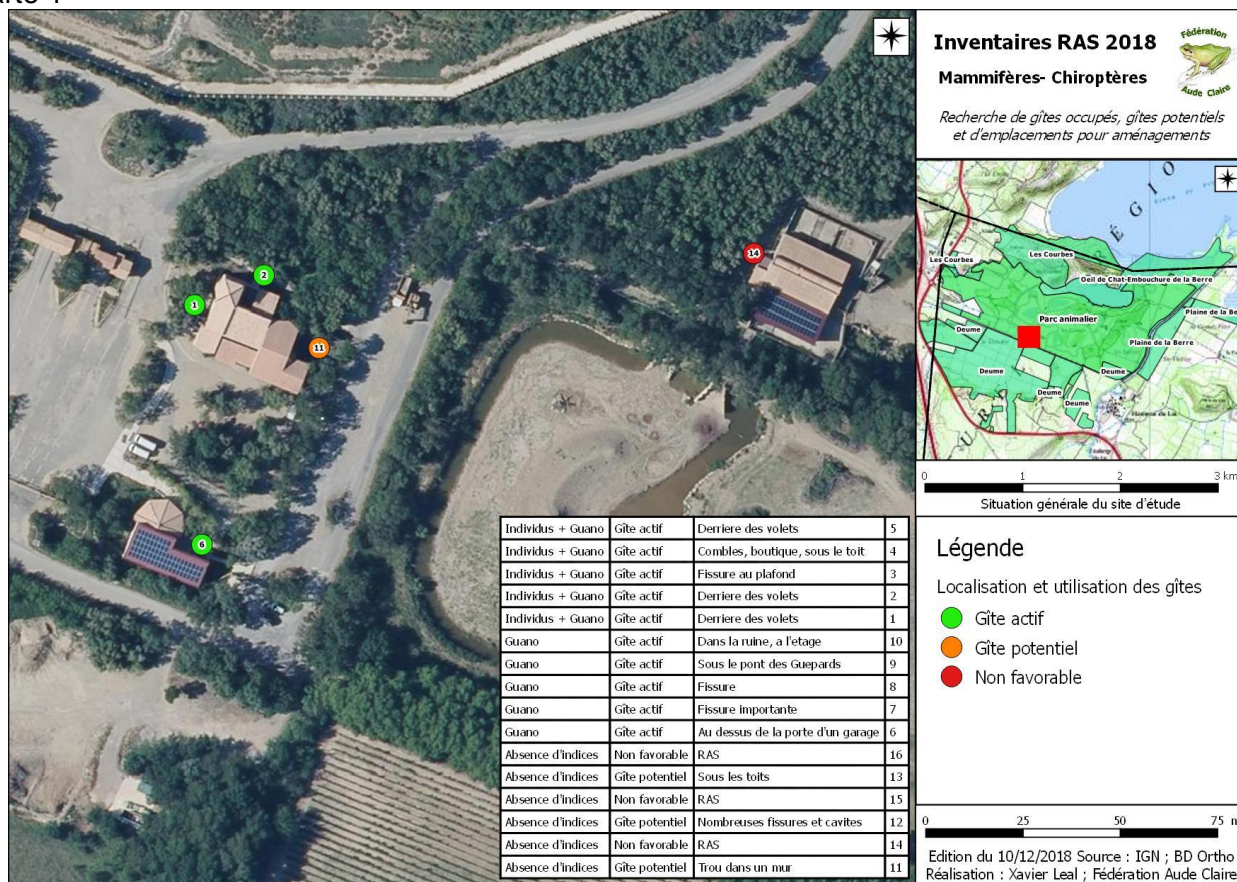 Inventaires RAS 2018
Mammifères- Chiroptères
Fédération
Aude Claire
Recherche de gîtes occupés, gîtes potentiels
et d'emplacements pour aménagements
Les Courbes
Les Courbes
Oeil de Chat-Embouchure de la Berre
Parc animalier
Plaine de la Be
Plaine de la Berre
Deume
Deume
Deume
Deume
Deume
0 1 2 3 km
Situation générale du site d'étude
Légende
Localisation et utilisation des gîtes
Gîte actif
Gîte potentiel
Non favorable
0 25 50 75 m
Edition du 10/12/2018 Source : IGN ; BD Ortho
Réalisation : Xavier Leal ; Fédération Aude Claire
1
2
11
14
6
Individus + Guano Gîte actif Derriere des volets 5
Individus + Guano Gîte actif Combles, boutique, sous le toit 4
Individus + Guano Gîte actif Fissure au plafond 3
Individus + Guano Gîte actif Derriere des volets 2
Individus + Guano Gîte actif Derriere des volets 1
Guano Gîte actif Dans la ruine, a l'etage 10
Guano Gîte actif Sous le pont des Guepards 9
Guano Gîte actif Fissure 8
Guano Gîte actif Fissure importante 7
Guano Gîte actif Au dessus de la porte d'un garage 6
Absence d'indices Non favorable RAS 16
Absence d'indices Gîte potentiel Sous les toits 13
Absence d'indices Non favorable RAS 15
Absence d'indices Gîte potentiel Nombreuses fissures et cavites 12
Absence d'indices Non favorable RAS 14
Absence d'indices Gîte potentiel Trou dans un mur 11